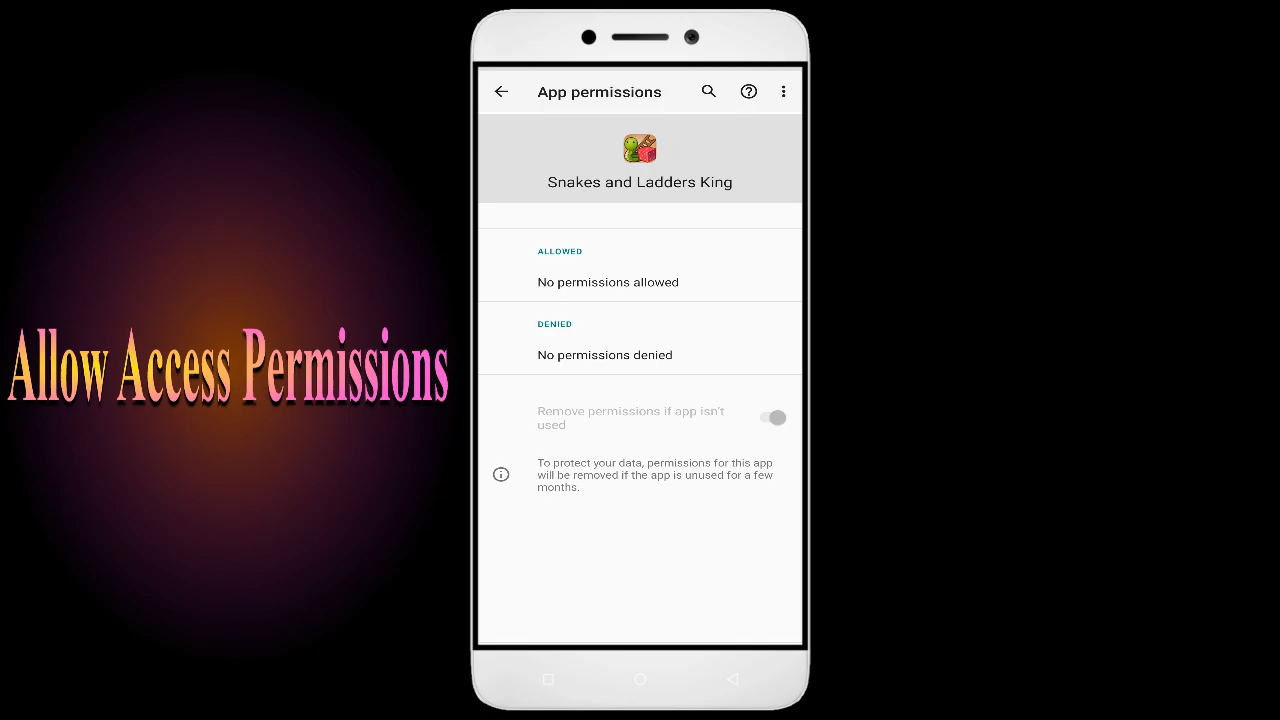 App permissions
Snakes and Ladders King
ALLOWED
No permissions allowed
DENIED
No permissions denied
Remove permissions if app isn't
used
To protect your data, permissions for this app
will be removed if the app is unused for a few
months.
Allow Access Permissions